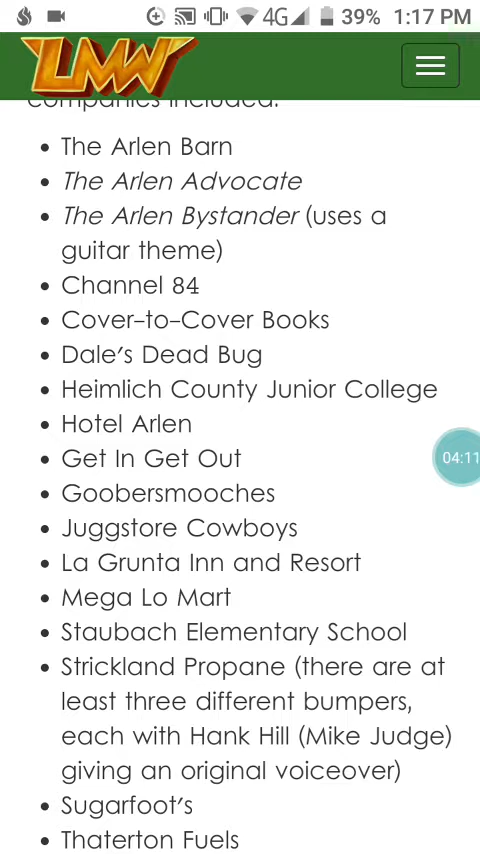 4G 39% 1:17 PM
LMW
companies included:
• The Arlen Barn
• The Arlen Advocate
• The Arlen Bystander (uses a
guitar theme)
• Channel 84
• Cover-to-Cover Books
• Dale's Dead Bug
• Heimlich County Junior College
• Hotel Arlen
• Get In Get Out
04:11
• Goobersmooches
• Juggstore Cowboys
• La Grunta Inn and Resort
• Mega Lo Mart
• Staubach Elementary School
• Strickland Propane (there are at
least three different bumpers,
each with Hank Hill (Mike Judge)
giving an original voiceover)
• Sugarfoot's
• Thaterton Fuels